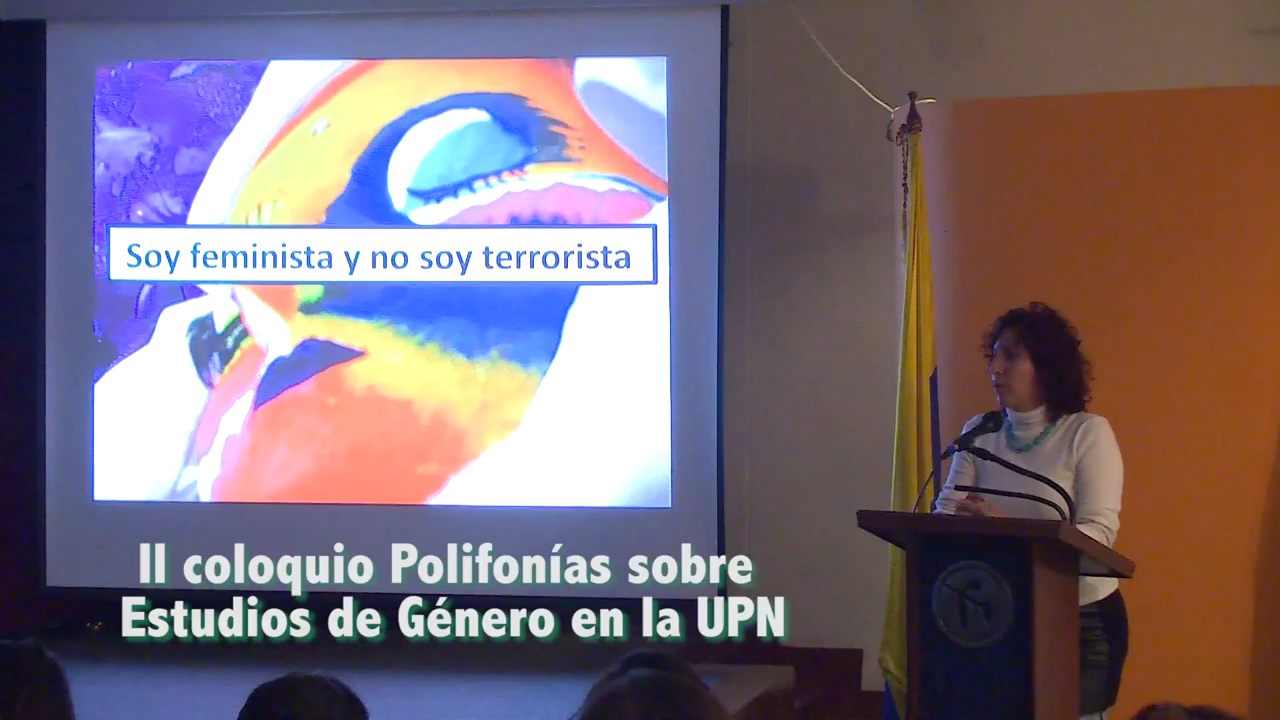 Soy feminista y no soy terrorista
II coloquio Polifonías sobre
Estudios de Género en la UPN